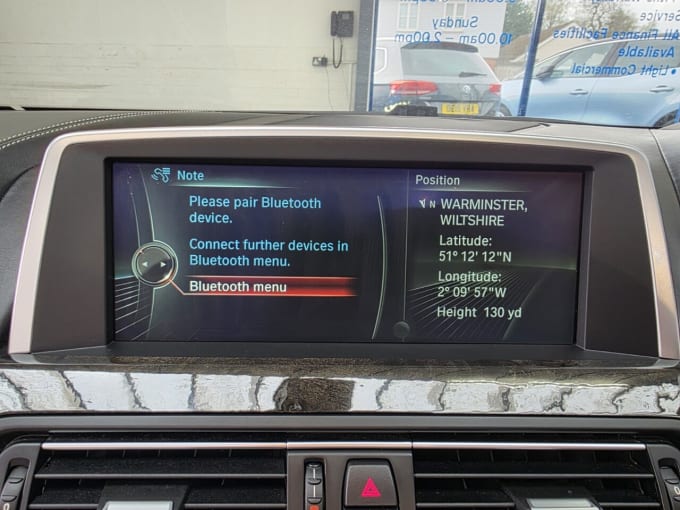 Sunday
10.00am - 2.00pm
Service
All Finance Facilities
Available
• Light Commercial
Note
Please pair Bluetooth
device.
Connect further devices in
Bluetooth menu.
Bluetooth menu
Position
N WARMINSTER,
WILTSHIRE
Latitude:
51° 12' 12"N
Longitude:
2° 09' 57"W
Height 130 yd